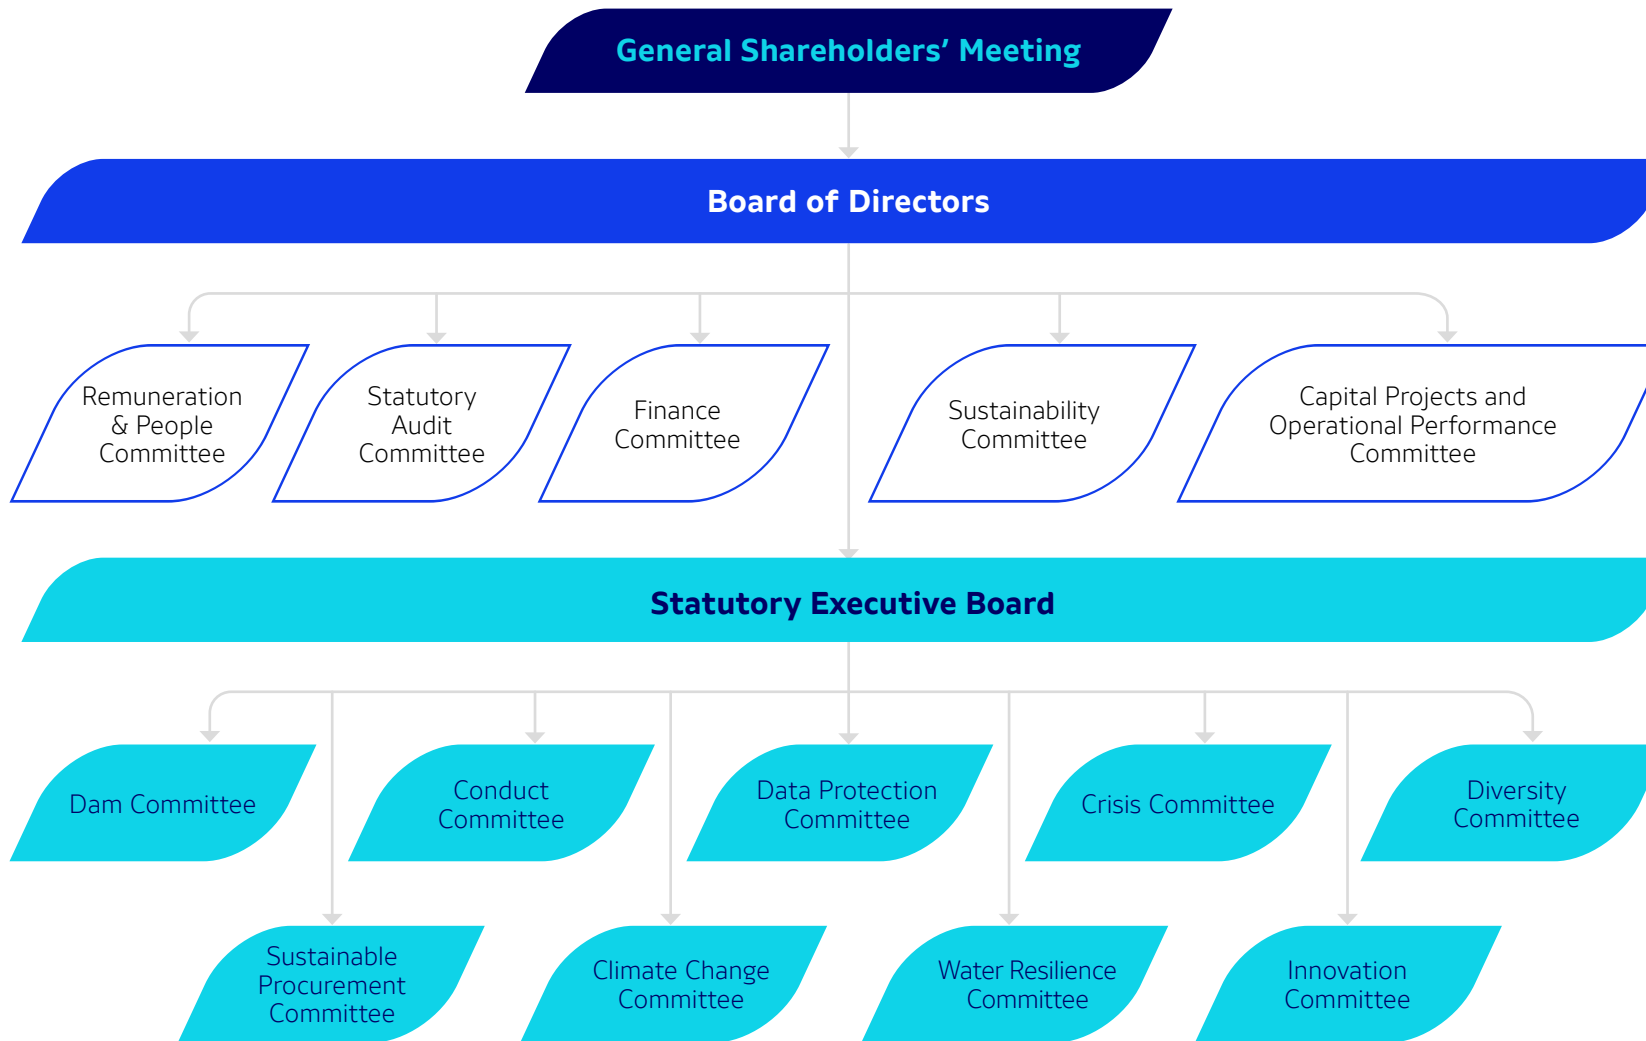 General Shareholders’ Meeting
Board of Directors
Remuneration
& People
Committee
Statutory
Audit
Committee
Finance
Committee
Sustainability
Committee
Capital Projects and
Operational Performance
Committee
Statutory Executive Board
Dam Committee
Conduct
Committee
Data Protection
Committee
Crisis Committee
Diversity
Committee
Sustainable
Procurement
Committee
Climate Change
Committee
Water Resilience
Committee
Innovation
Committee